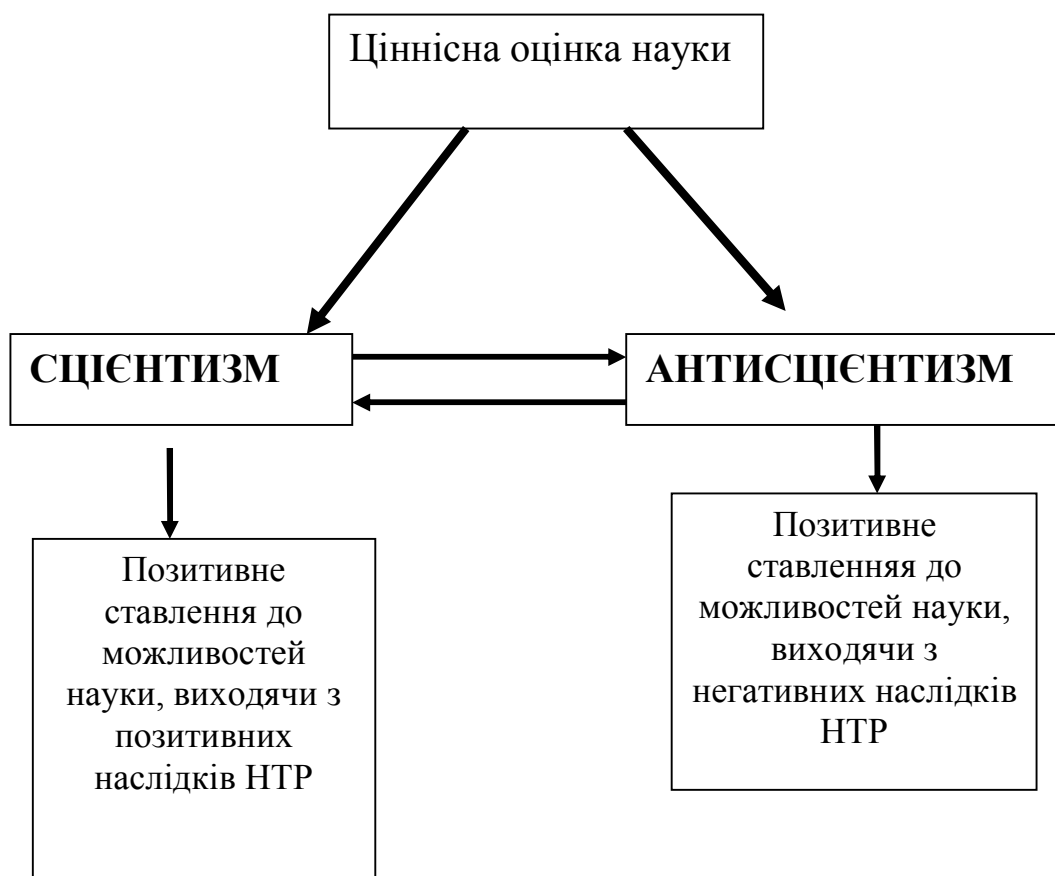 Ціннісна оцінка науки
СЦІЄНТИЗМ
АНТИСЦІЄНТИЗМ
Позитивне
ставлення до
можливостей
науки, виходячи з
позитивних
наслідків НТР
Позитивне
ставленняя до
можливостей науки,
виходячи з
негативних наслідків
НТР